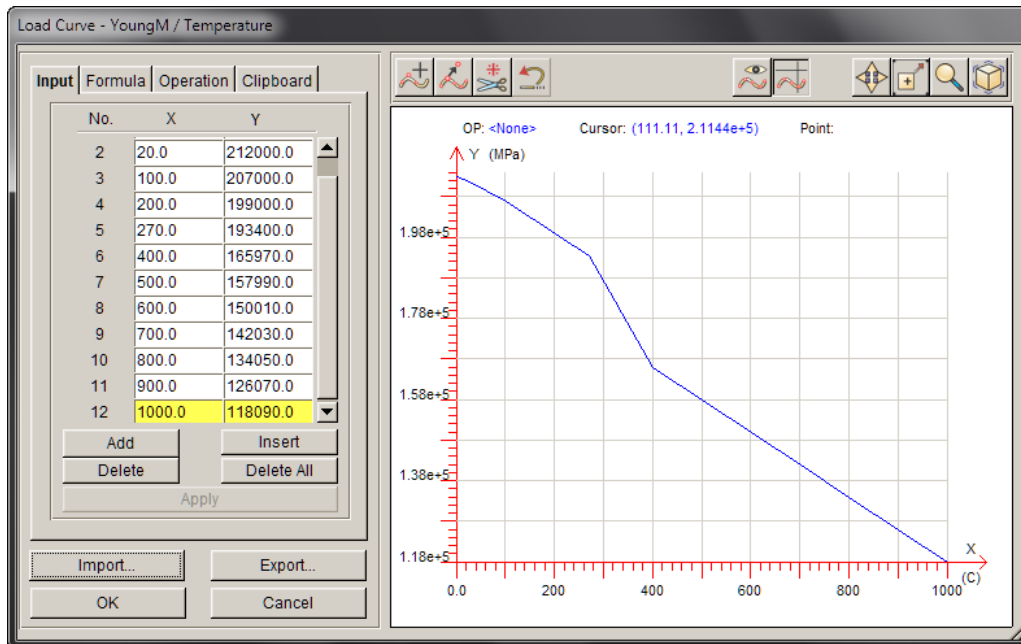 Load Curve - YoungM / Temperature
Input Formula Operation Clipboard
No. X Y
2 20.0 212000.0
3 100.0 207000.0
4 200.0 199000.0
5 270.0 193400.0
6 400.0 165970.0
7 500.0 157990.0
8 600.0 150010.0
9 700.0 142030.0
10 800.0 134050.0
11 900.0 126070.0
12 1000.0 118090.0
Add Insert
Delete Delete All
Apply
Import... Export...
OK Cancel
OP: <None> Cursor: (111.11, 2.1144e+5) Point:
Y (MPa)
1.98e+5
1.78e+5
1.58e+5
1.38e+5
1.18e+5
X
0.0 200 400 600 800 1000 (C)